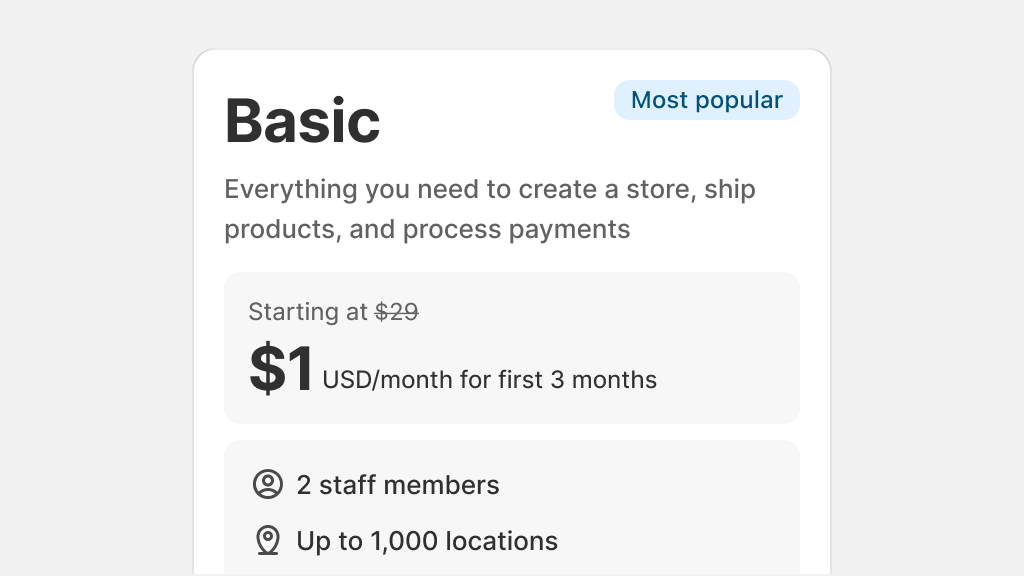 Basic
Most popular
Everything you need to create a store, ship
products, and process payments
Starting at $29
$1 USD/month for first 3 months
2 staff members
Up to 1,000 locations